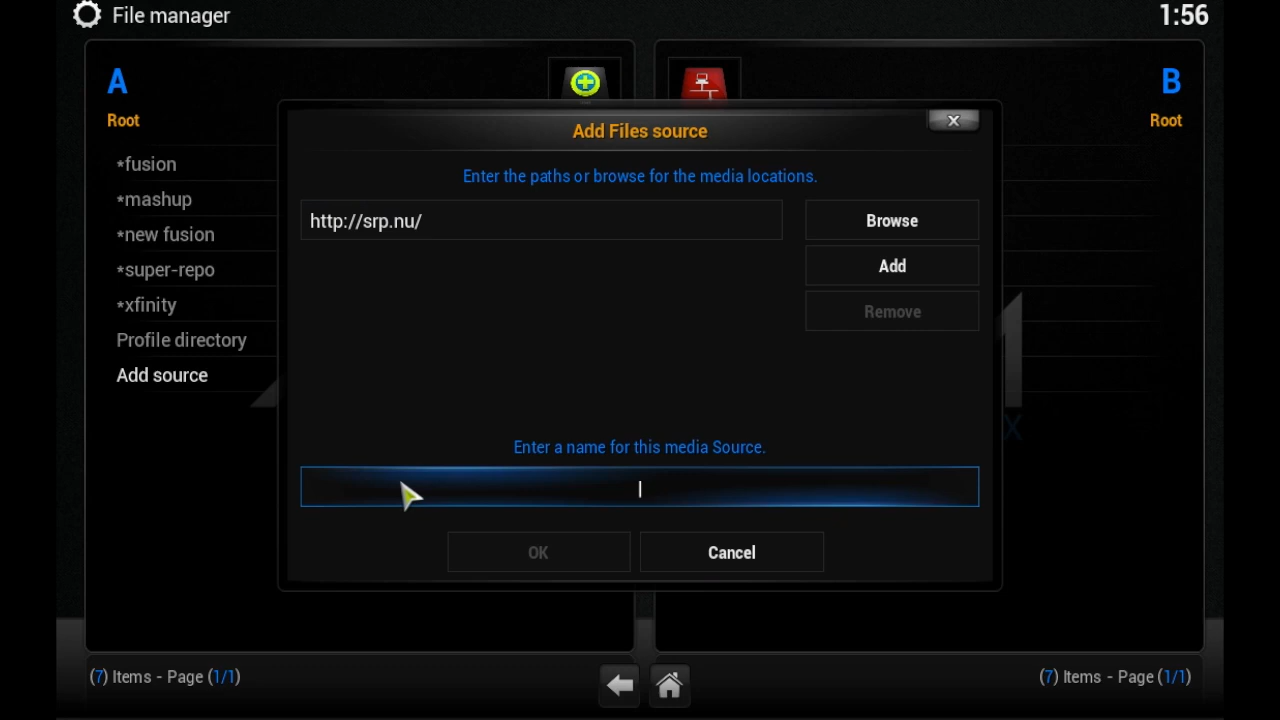 File manager
1:56
A
B
Root
Root
*fusion
*mashup
*new fusion
*super-repo
*xfinity
Profile directory
Add source
Add Files source
x
Enter the paths or browse for the media locations.
http://srp.nu/
Browse
Add
Remove
Enter a name for this media Source.
OK
Cancel
X
(7) Items - Page (1/1)
(7) Items - Page (1/1)